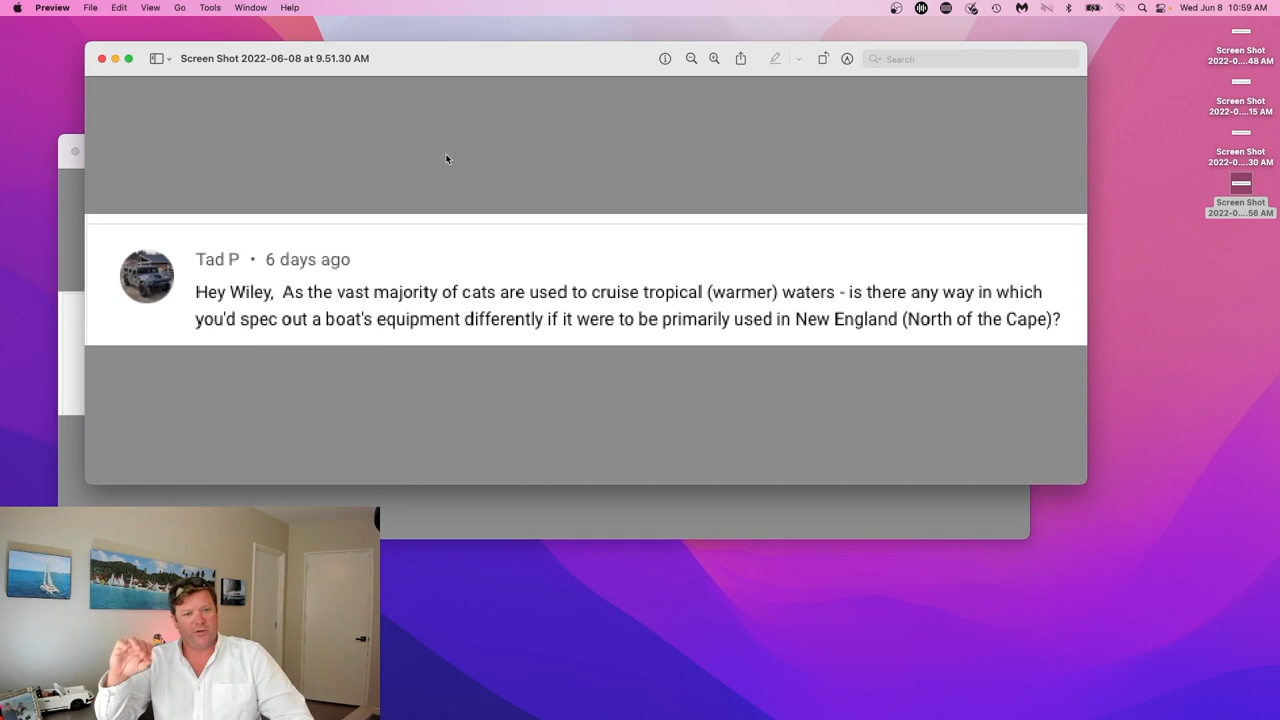 Preview File Edit View Go Tools Window Help Wed Jun 8 10:59 AM
Screen Shot 2022-06-08 at 9.51.30 AM
Search
Screen Shot
2022-0....48 AM
Screen Shot
2022-0....15 AM
Screen Shot
2022-0....30 AM
Screen Shot
2022-0....56 AM
Tad P • 6 days ago
Hey Wiley, As the vast majority of cats are used to cruise tropical (warmer) waters - is there any way in which
you'd spec out a boat's equipment differently if it were to be primarily used in New England (North of the Cape)?